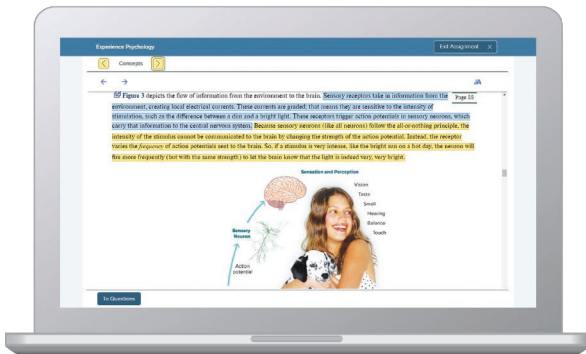 Experience Psychology
Exit Assignment X
Concepts
Figure 3 depicts the flow of information from the environment to the brain. Sensory receptors take in information from the
Page 88
environment, creating local electrical currents. These currents are graded; that means they are sensitive to the intensity of
stimulation, such as the difference between a dim and a bright light. These receptors trigger action potentials in sensory neurons, which
carry that information to the central nervous system. Because sensory neurons (like all neurons) follow the all-or-nothing principle, the
intensity of the stimulus cannot be communicated to the brain by changing the strength of the action potential. Instead, the receptor
varies the frequency of action potentials sent to the brain. So, if a stimulus is very intense, like the bright sun on a hot day, the neuron will
fire more frequently (but with the same strength) to let the brain know that the light is indeed very, very bright.
Sensation and Perception
Vision
Taste
Smell
Hearing
Balance
Touch
Sensory
Neuron
Action
potential
To Questions